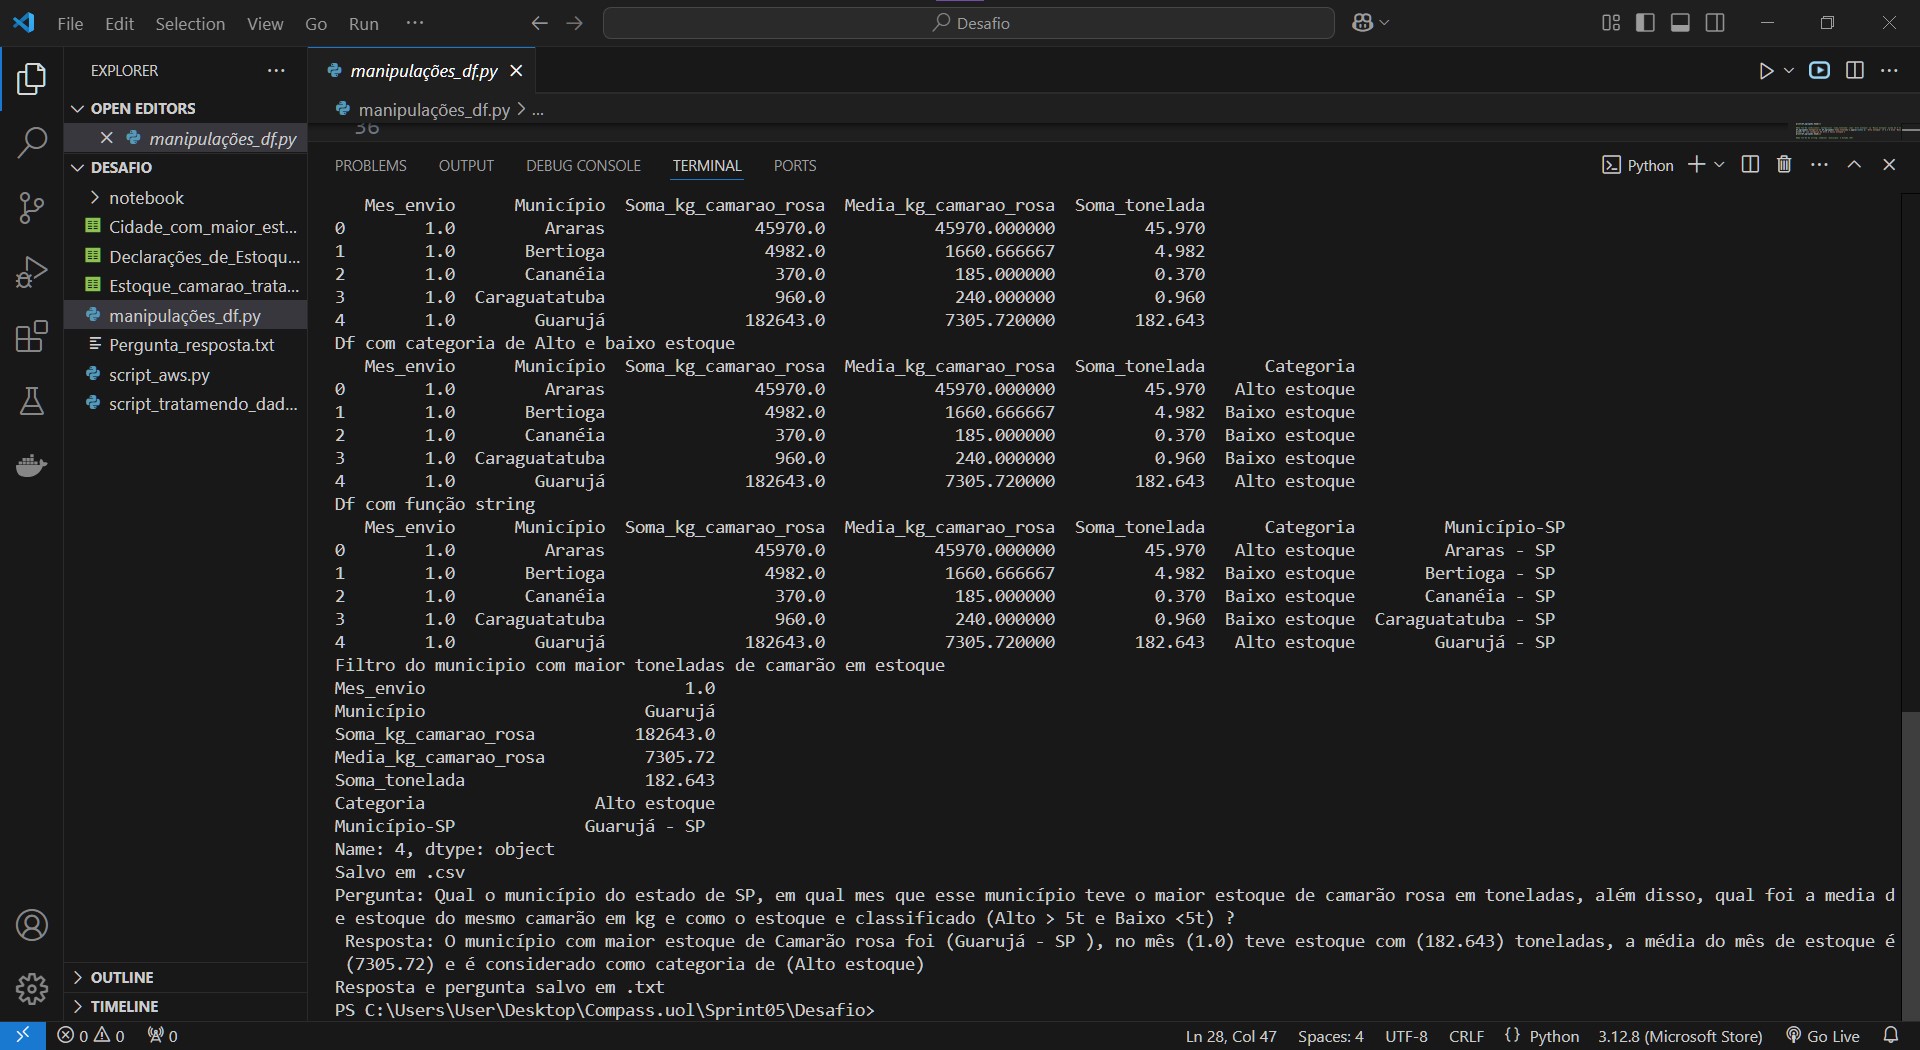 File Edit Selection View Go Run ··· Desafio
EXPLORER ···
OPEN EDITORS
manipulações_df.py
DESAFIO
notebook
Cidade_com_maior_est...
Declarações_de_Estoqu...
Estoque_camarao_trata...
manipulações_df.py
Pergunta_resposta.txt
script_aws.py
script_tratamendo_dad...
OUTLINE
TIMELINE
manipulações_df.py
manipulações_df.py > ...
36
PROBLEMS OUTPUT DEBUG CONSOLE TERMINAL PORTS Python
Mes_envio Município Soma_kg_camarao_rosa Media_kg_camarao_rosa Soma_tonelada
0 1.0 Araras 45970.0 45970.000000 45.970
1 1.0 Bertioga 4982.0 1660.666667 4.982
2 1.0 Cananéia 370.0 185.000000 0.370
3 1.0 Caraguatatuba 960.0 240.000000 0.960
4 1.0 Guarujá 182643.0 7305.720000 182.643
Df com categoria de Alto e baixo estoque
Mes_envio Município Soma_kg_camarao_rosa Media_kg_camarao_rosa Soma_tonelada Categoria
0 1.0 Araras 45970.0 45970.000000 45.970 Alto estoque
1 1.0 Bertioga 4982.0 1660.666667 4.982 Baixo estoque
2 1.0 Cananéia 370.0 185.000000 0.370 Baixo estoque
3 1.0 Caraguatatuba 960.0 240.000000 0.960 Baixo estoque
4 1.0 Guarujá 182643.0 7305.720000 182.643 Alto estoque
Df com função string
Mes_envio Município Soma_kg_camarao_rosa Media_kg_camarao_rosa Soma_tonelada Categoria Município-SP
0 1.0 Araras 45970.0 45970.000000 45.970 Alto estoque Araras - SP
1 1.0 Bertioga 4982.0 1660.666667 4.982 Baixo estoque Bertioga - SP
2 1.0 Cananéia 370.0 185.000000 0.370 Baixo estoque Cananéia - SP
3 1.0 Caraguatatuba 960.0 240.000000 0.960 Baixo estoque Caraguatatuba - SP
4 1.0 Guarujá 182643.0 7305.720000 182.643 Alto estoque Guarujá - SP
Filtro do municipio com maior toneladas de camarão em estoque
Mes_envio 1.0
Município Guarujá
Soma_kg_camarao_rosa 182643.0
Media_kg_camarao_rosa 7305.72
Soma_tonelada 182.643
Categoria Alto estoque
Município-SP Guarujá - SP
Name: 4, dtype: object
Salvo em .csv
Pergunta: Qual o município do estado de SP, em qual mes que esse município teve o maior estoque de camarão rosa em toneladas, além disso, qual foi a media d
e estoque do mesmo camarão em kg e como o estoque e classificado (Alto > 5t e Baixo <5t) ?
Resposta: O município com maior estoque de Camarão rosa foi (Guarujá - SP ), no mês (1.0) teve estoque com (182.643) toneladas, a média do mês de estoque é
(7305.72) e é considerado como categoria de (Alto estoque)
Resposta e pergunta salvo em .txt
PS C:\Users\User\Desktop\Compass.uol\Sprint05\Desafio>
0 0 0 Ln 28, Col 47 Spaces: 4 UTF-8 CRLF {} Python 3.12.8 (Microsoft Store) Go Live